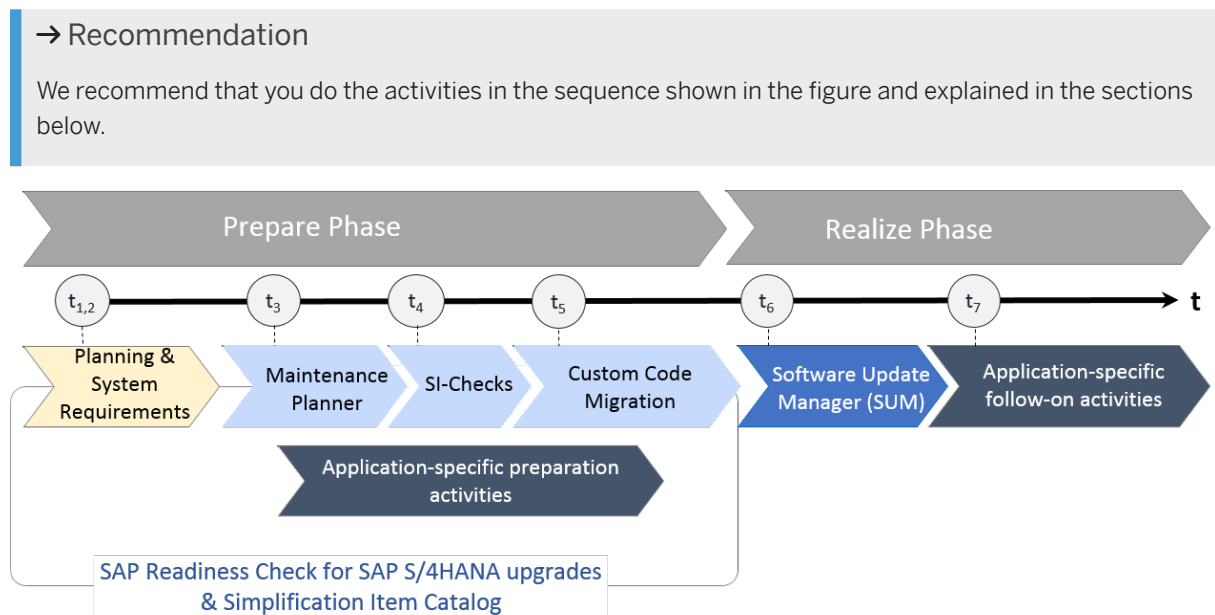 → Recommendation
We recommend that you do the activities in the sequence shown in the figure and explained in the sections
below.
Prepare Phase
Realize Phase
t1,2
t3
t4
t5
t6
t7
t
Planning &
System
Requirements
Maintenance
Planner
SI-Checks
Custom Code
Migration
Software Update
Manager (SUM)
Application-specific
follow-on activities
Application-specific preparation
activities
SAP Readiness Check for SAP S/4HANA upgrades
& Simplification Item Catalog